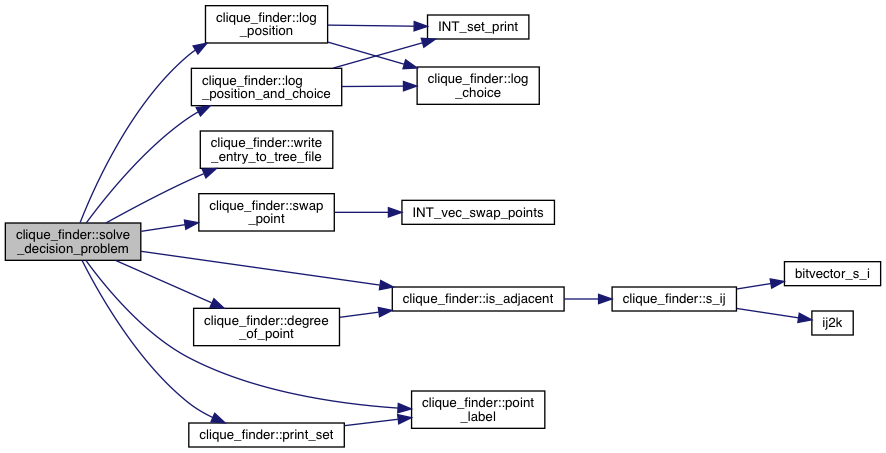 clique_finder::solve
_decision_problem
clique_finder::log
_position
clique_finder::log
_position_and_choice
clique_finder::write
_entry_to_tree_file
clique_finder::swap
_point
clique_finder::degree
_of_point
clique_finder::print_set
INT_set_print
clique_finder::log
_choice
INT_vec_swap_points
clique_finder::is_adjacent
clique_finder::point
_label
clique_finder::s_ij
bitvector_s_i
ij2k